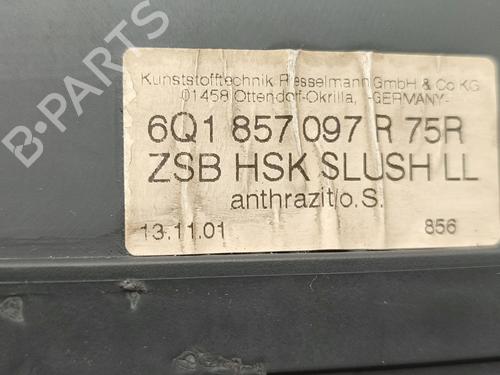 Kunststofftechnik Riesselmann GmbH & Co KG
01458 Ottendorf-Okrilla, -GERMANY-
6Q1 857 097 R 75R
ZSB HSK SLUSH LL
anthrazit/o.S.
13.11.01 856
B-PARTS